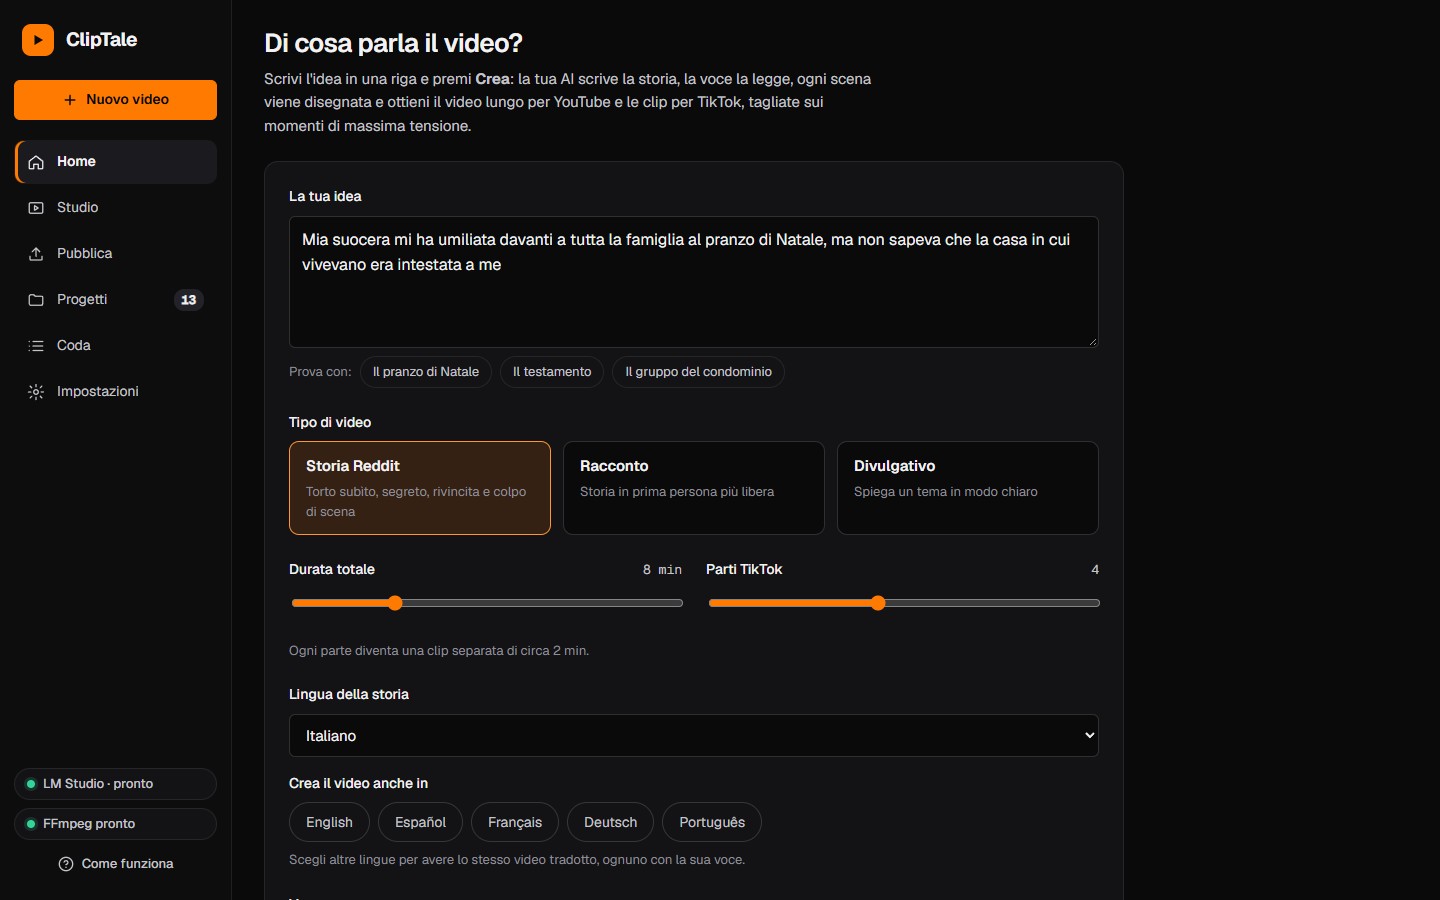 ClipTale
Nuovo video
Home
Studio
Pubblica
Progetti
13
Coda
Impostazioni
LM Studio · pronto
FFmpeg pronto
Come funziona
Di cosa parla il video?
Scrivi l'idea in una riga e premi Crea: la tua AI scrive la storia, la voce la legge, ogni scena
viene disegnata e ottieni il video lungo per YouTube e le clip per TikTok, tagliate sui
momenti di massima tensione.
La tua idea
Mia suocera mi ha umiliata davanti a tutta la famiglia al pranzo di Natale, ma non sapeva che la casa in cui
vivevano era intestata a me
Prova con: Il pranzo di Natale Il testamento Il gruppo del condominio
Tipo di video
Storia Reddit
Torto subito, segreto, rivincita e colpo
di scena
Racconto
Storia in prima persona più libera
Divulgativo
Spiega un tema in modo chiaro
Durata totale 8 min
Parti TikTok 4
Ogni parte diventa una clip separata di circa 2 min.
Lingua della storia
Italiano
Crea il video anche in
English Español Français Deutsch Português
Scegli altre lingue per avere lo stesso video tradotto, ognuno con la sua voce.